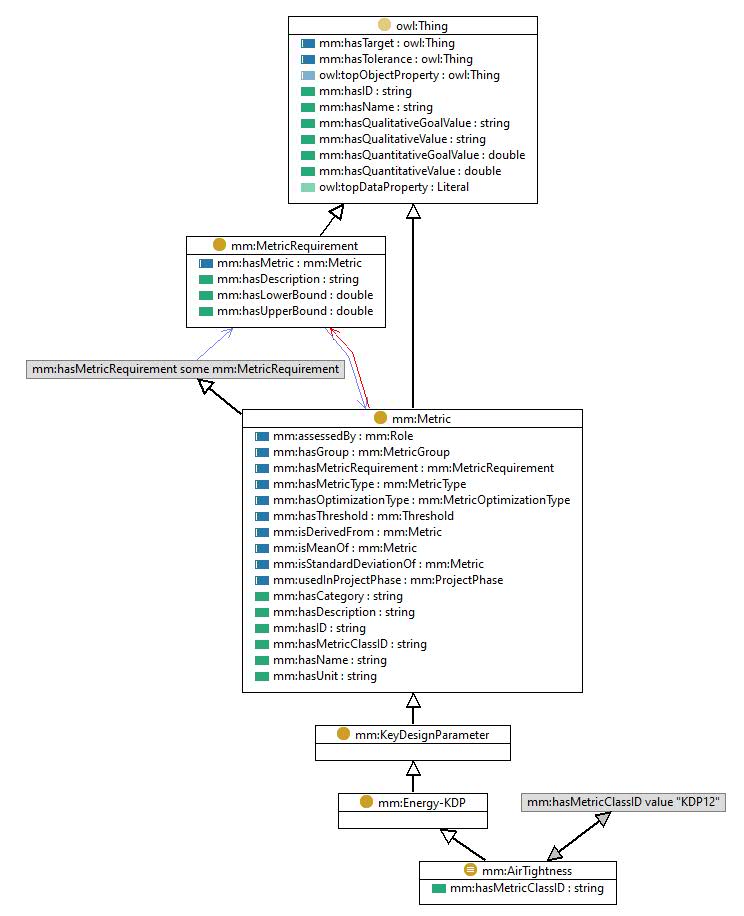 owl:Thing
mm:hasTarget : owl:Thing
mm:hasTolerance : owl:Thing
owl:topObjectProperty : owl:Thing
mm:hasID : string
mm:hasName : string
mm:hasQualitativeGoalValue : string
mm:hasQualitativeValue : string
mm:hasQuantitativeGoalValue : double
mm:hasQuantitativeValue : double
owl:topDataProperty : Literal
mm:MetricRequirement
mm:hasMetric : mm:Metric
mm:hasDescription : string
mm:hasLowerBound : double
mm:hasUpperBound : double
mm:hasMetricRequirement some mm:MetricRequirement
mm:Metric
mm:assessedBy : mm:Role
mm:hasGroup : mm:MetricGroup
mm:hasMetricRequirement : mm:MetricRequirement
mm:hasMetricType : mm:MetricType
mm:hasOptimizationType : mm:MetricOptimizationType
mm:hasThreshold : mm:Threshold
mm:isDerivedFrom : mm:Metric
mm:isMeanOf : mm:Metric
mm:isStandardDeviationOf : mm:Metric
mm:usedInProjectPhase : mm:ProjectPhase
mm:hasCategory : string
mm:hasDescription : string
mm:hasID : string
mm:hasMetricClassID : string
mm:hasName : string
mm:hasUnit : string
mm:KeyDesignParameter
mm:Energy-KDP
mm:hasMetricClassID value "KDP12"
mm:AirTightness
mm:hasMetricClassID : string